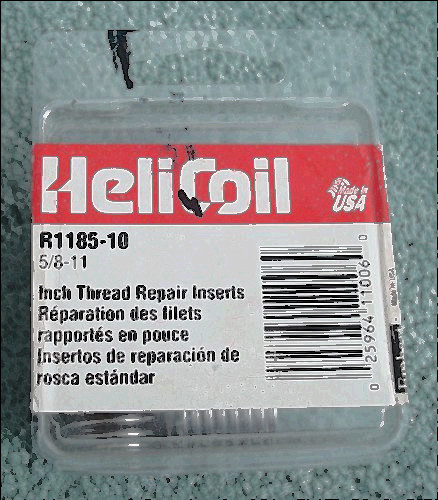 HeliCoil
Made in
USA
R1185-10
5/8-11
Inch Thread Repair Inserts
Réparation des filets
rapportés en pouce
Insertos de reparación de
rosca estándar
0 25964 11006 0